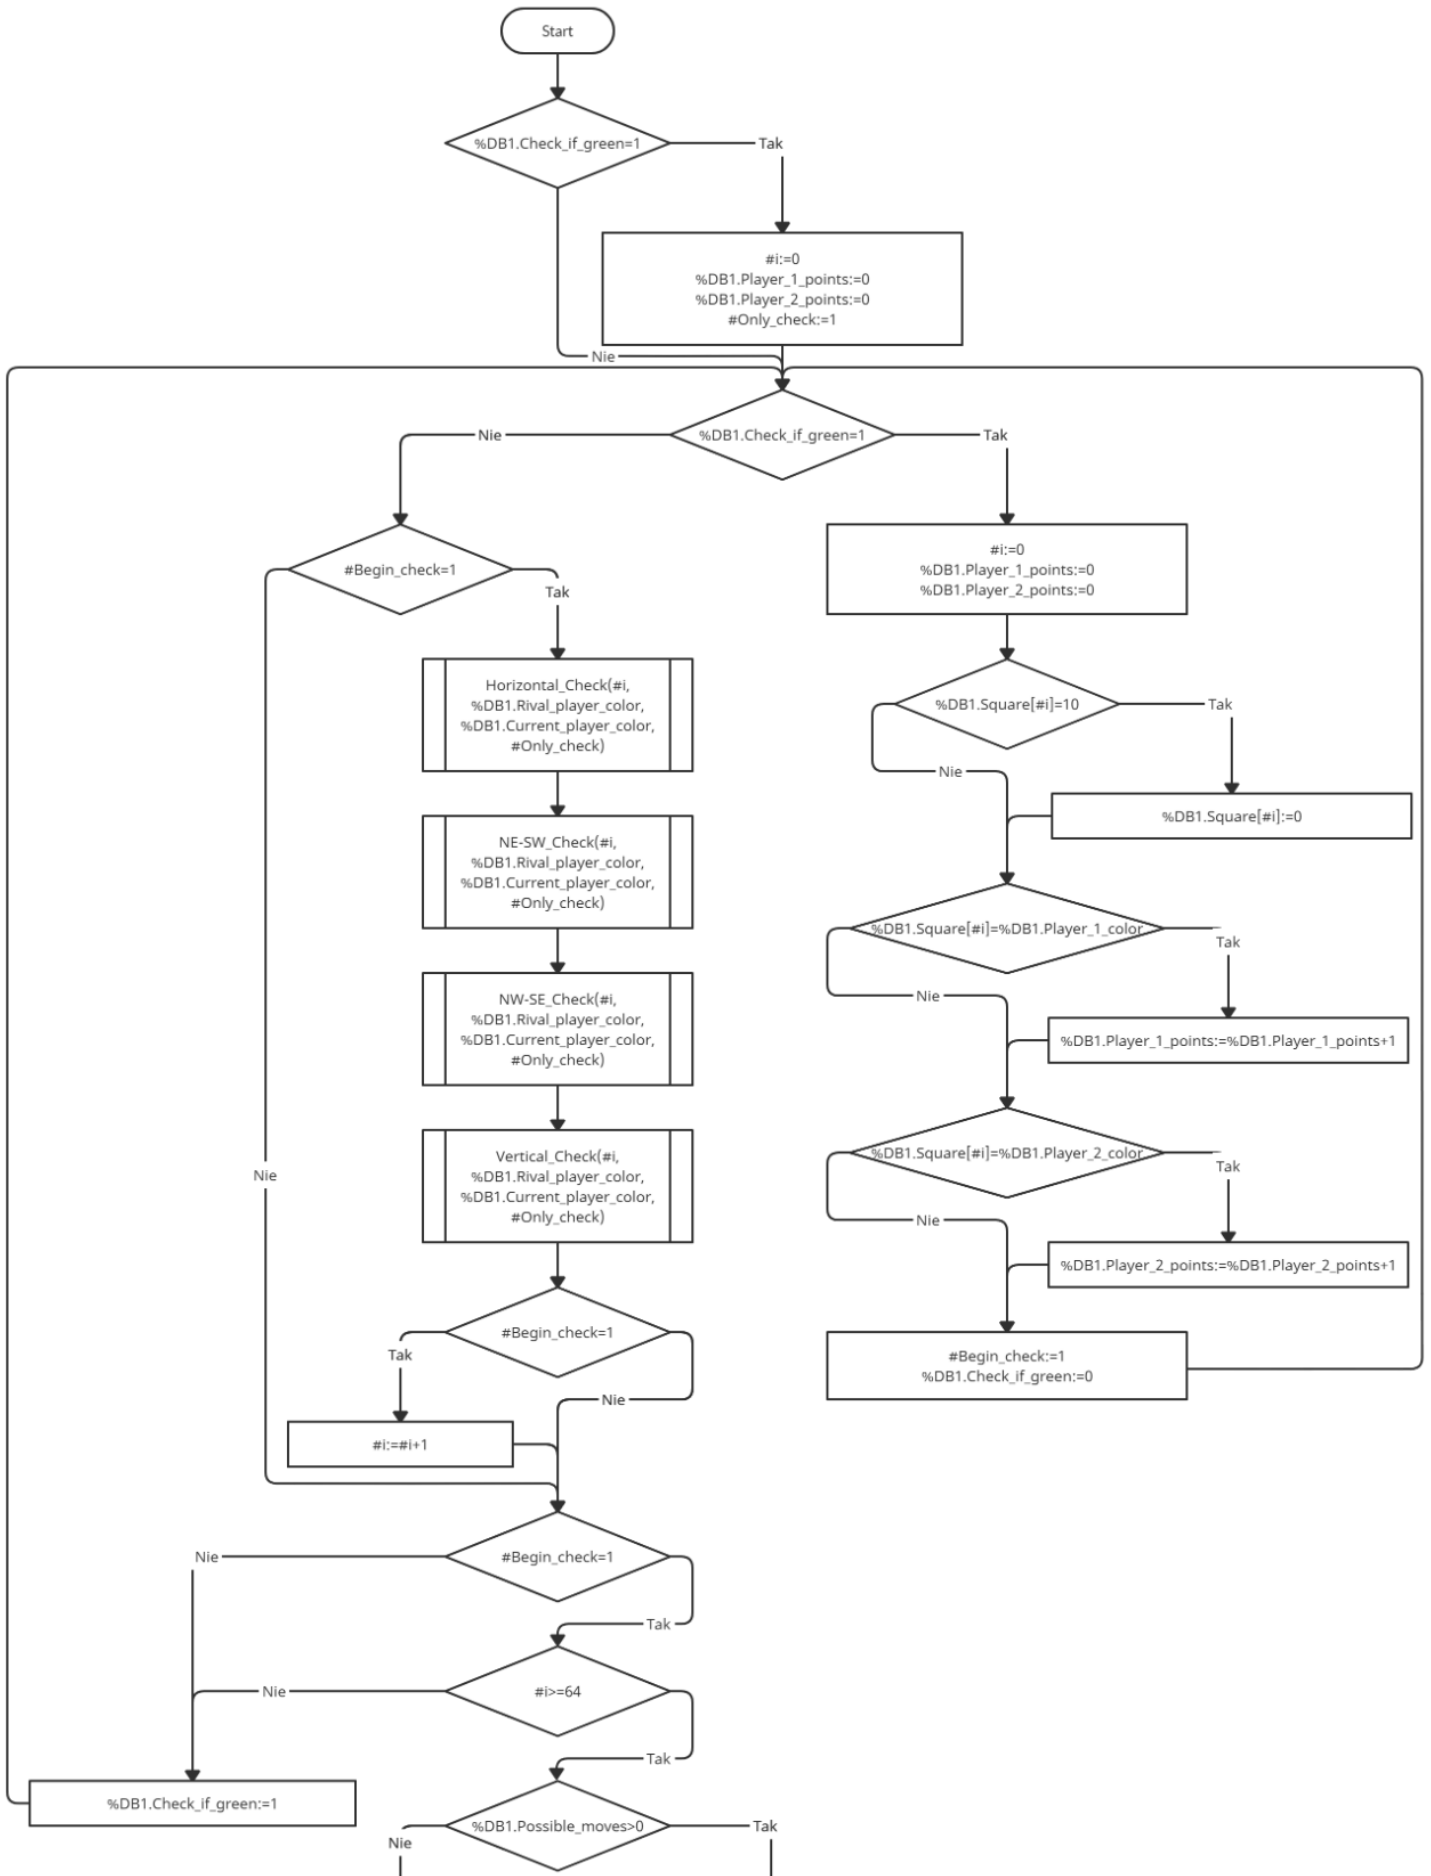 Start
%DB1.Check_if_green=1
Tak
#i:=0
%DB1.Player_1_points:=0
%DB1.Player_2_points:=0
#Only_check:=1
Nie
%DB1.Check_if_green=1
Nie
Tak
#Begin_check=1
Tak
Horizontal_Check(#i,
%DB1.Rival_player_color,
%DB1.Current_player_color,
#Only_check)
NE-SW_Check(#i,
%DB1.Rival_player_color,
%DB1.Current_player_color,
#Only_check)
NW-SE_Check(#i,
%DB1.Rival_player_color,
%DB1.Current_player_color,
#Only_check)
Vertical_Check(#i,
%DB1.Rival_player_color,
%DB1.Current_player_color,
#Only_check)
Nie
#Begin_check=1
Tak
Nie
#i:=#i+1
#i:=0
%DB1.Player_1_points:=0
%DB1.Player_2_points:=0
%DB1.Square[#i]=10
Tak
Nie
%DB1.Square[#i]:=0
%DB1.Square[#i]=%DB1.Player_1_color
Tak
Nie
%DB1.Player_1_points:=%DB1.Player_1_points+1
%DB1.Square[#i]=%DB1.Player_2_color
Tak
Nie
%DB1.Player_2_points:=%DB1.Player_2_points+1
#Begin_check:=1
%DB1.Check_if_green:=0
#Begin_check=1
Nie
Tak
#i>=64
Nie
Tak
%DB1.Check_if_green:=1
%DB1.Possible_moves>0
Nie
Tak